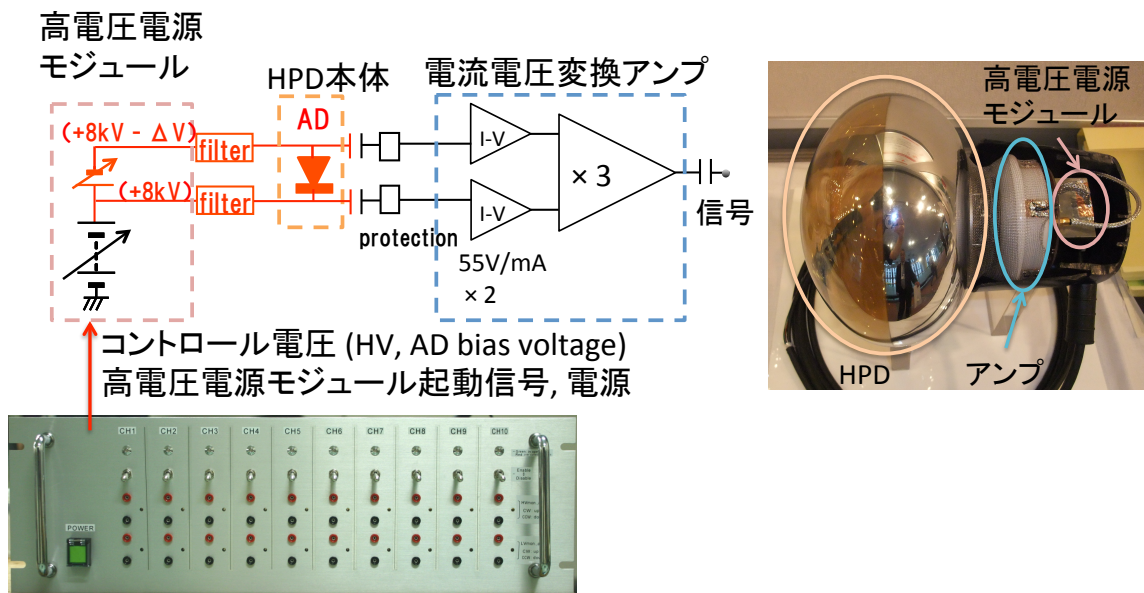 高電圧電源
モジュール
HPD本体
電流電圧変換アンプ
(+8kV - ΔV)
filter
AD
I-V
× 3
(+8kV)
filter
I-V
信号
protection
55V/mA
× 2
コントロール電圧 (HV, AD bias voltage)
高電圧電源モジュール起動信号, 電源
高電圧電源
モジュール
HPD
アンプ
CH1 CH2 CH3 CH4 CH5 CH6 CH7 CH8 CH9 CH10
Enable
Disable
POWER